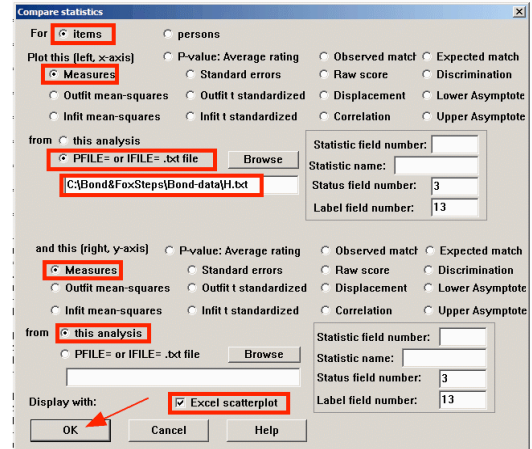 Compare statistics
For items persons
Plot this (left, x-axis) P-value: Average rating Observed match Expected match
Measures Standard errors Raw score Discrimination
Outfit mean-squares Outfit t standardized Displacement Lower Asymptote
Infit mean-squares Infit t standardized Correlation Upper Asymptote
from this analysis
PFILE= or IFILE= .txt file Browse
C:\Bond&FoxSteps\Bond-data\H.txt
Statistic field number:
Statistic name:
Status field number: 3
Label field number: 13
and this (right, y-axis) P-value: Average rating Observed match Expected match
Measures Standard errors Raw score Discrimination
Outfit mean-squares Outfit t standardized Displacement Lower Asymptote
Infit mean-squares Infit t standardized Correlation Upper Asymptote
from this analysis
PFILE= or IFILE= .txt file Browse
Statistic field number:
Statistic name:
Status field number: 3
Label field number: 13
Display with: Excel scatterplot
OK Cancel Help